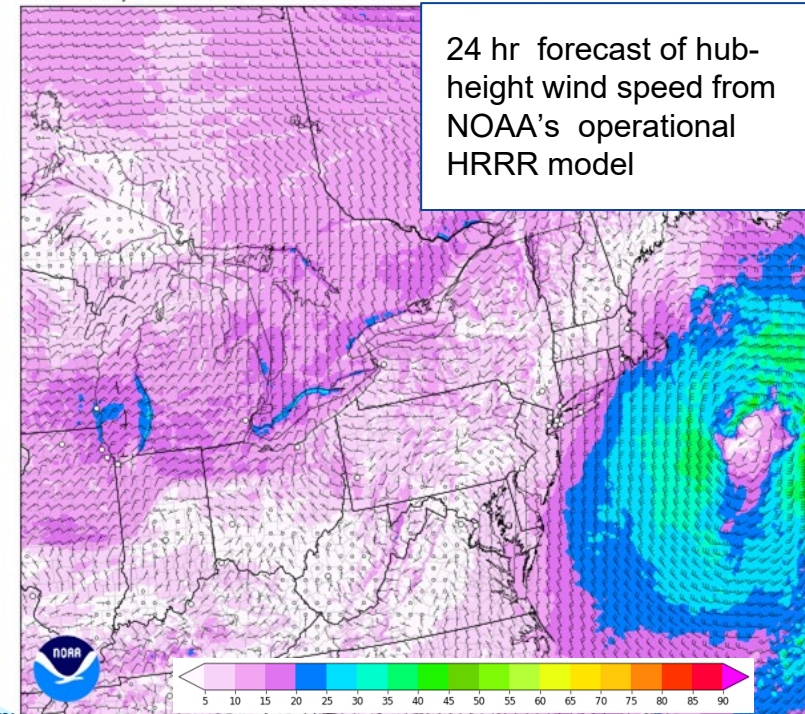 24 hr forecast of hub-
height wind speed from
NOAA's operational
HRRR model
NOAA
5 10 15 20 25 30 35 40 45 50 55 60 65 70 75 80 85 90